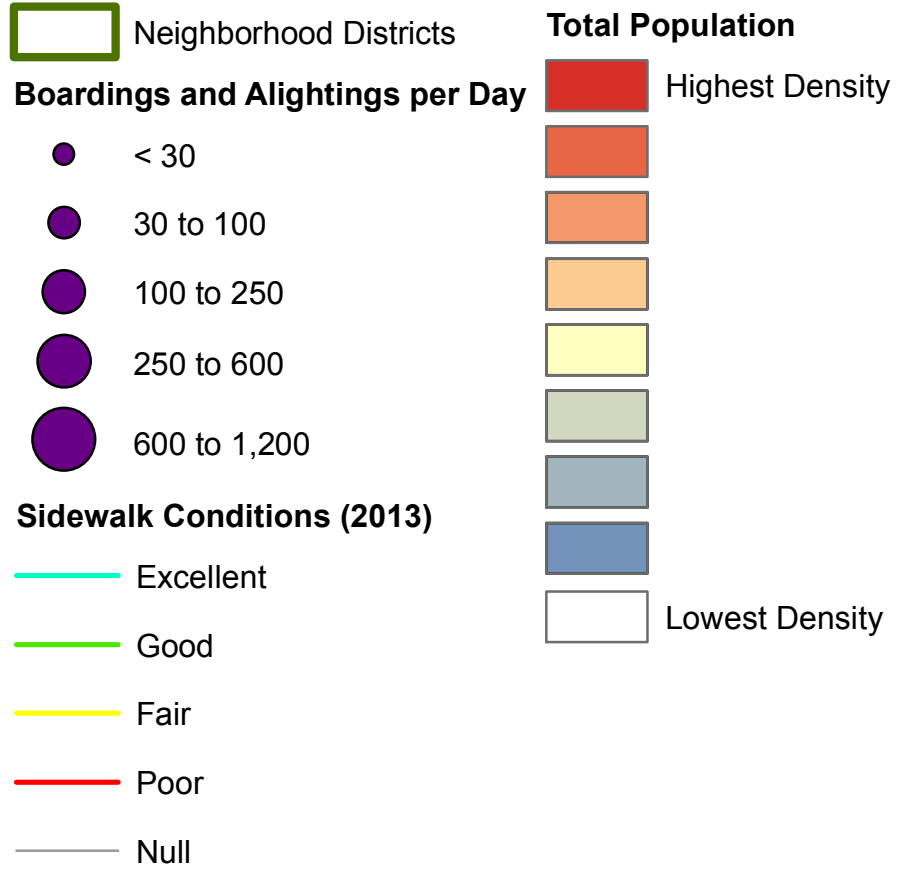 Neighborhood Districts
Boardings and Alightings per Day
< 30
30 to 100
100 to 250
250 to 600
600 to 1,200
Sidewalk Conditions (2013)
Excellent
Good
Fair
Poor
Null
Total Population
Highest Density
Lowest Density